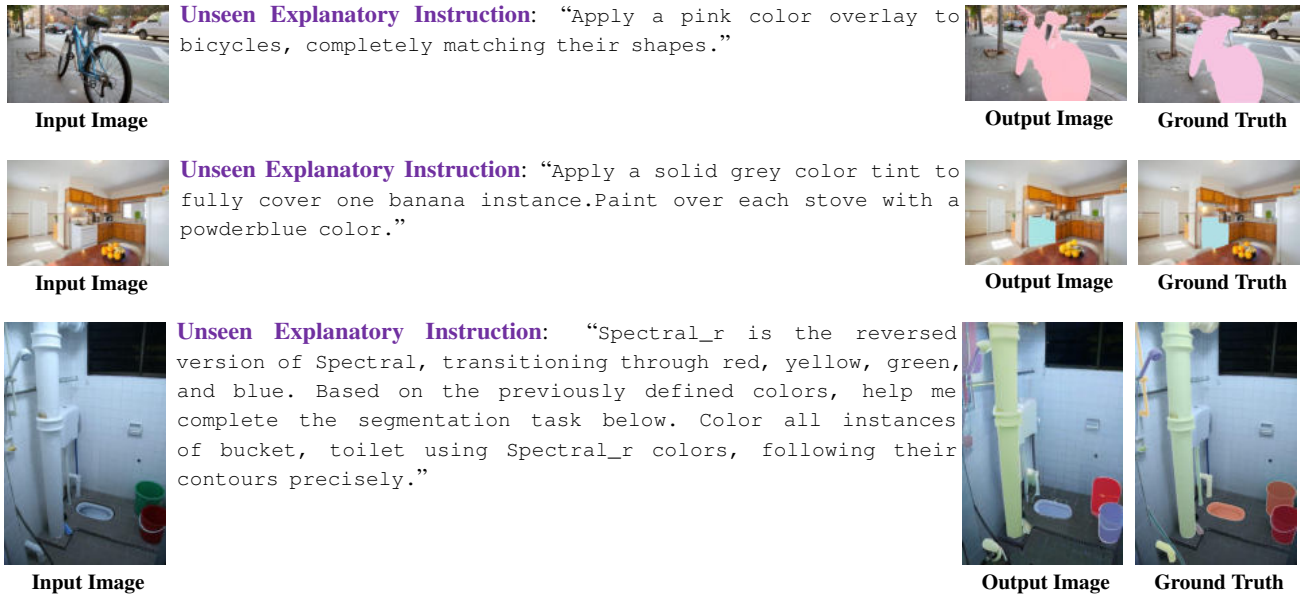 Unseen Explanatory Instruction: “Apply a pink color overlay to
bicycles, completely matching their shapes.”
Input Image
Output Image
Ground Truth
Unseen Explanatory Instruction: “Apply a solid grey color tint to
fully cover one banana instance.Paint over each stove with a
powderblue color.”
Input Image
Output Image
Ground Truth
Unseen Explanatory Instruction: “Spectral_r is the reversed
version of Spectral, transitioning through red, yellow, green,
and blue. Based on the previously defined colors, help me
complete the segmentation task below. Color all instances
of bucket, toilet using Spectral_r colors, following their
contours precisely.”
Input Image
Output Image
Ground Truth